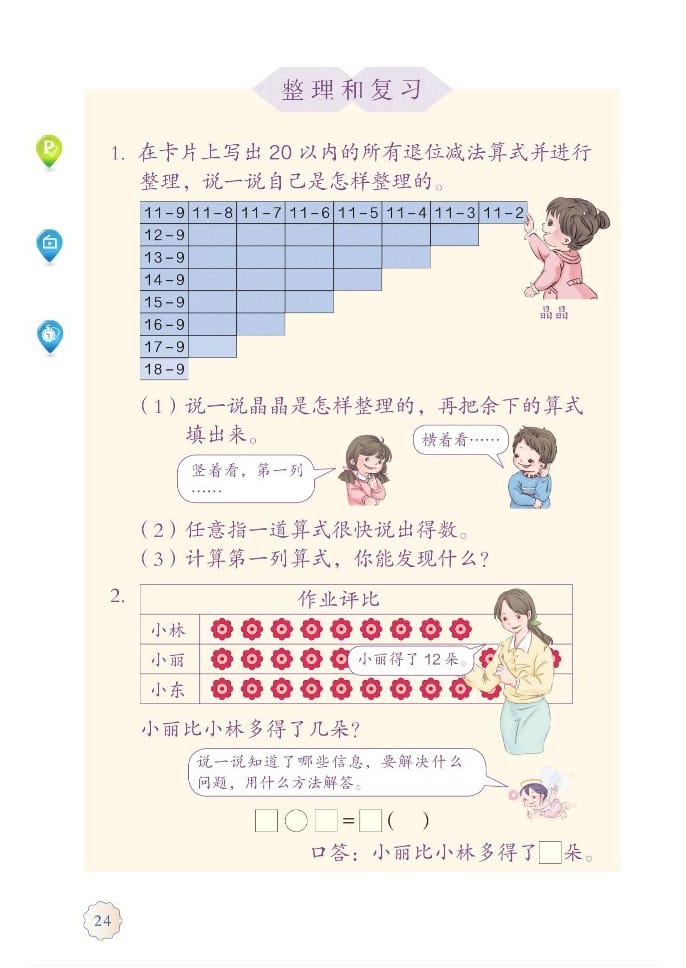 整理和复习
1. 在卡片上写出 20 以内的所有退位减法算式并进行
整理，说一说自己是怎样整理的。
11－9 11－8 11－7 11－6 11－5 11－4 11－3 11－2
12－9
13－9
14－9
15－9
16－9
17－9
18－9
晶晶
（1）说一说晶晶是怎样整理的，再把余下的算式
填出来。
竖着看，第一列
……
横着看……
（2）任意指一道算式很快说出得数。
（3）计算第一列算式，你能发现什么？
2.
作业评比
小林
小丽
小丽得了 12 朵。
小东
小丽比小林多得了几朵？
说一说知道了哪些信息，要解决什么
问题，用什么方法解答。
□○□=□(  )
口答：小丽比小林多得了□朵。
24